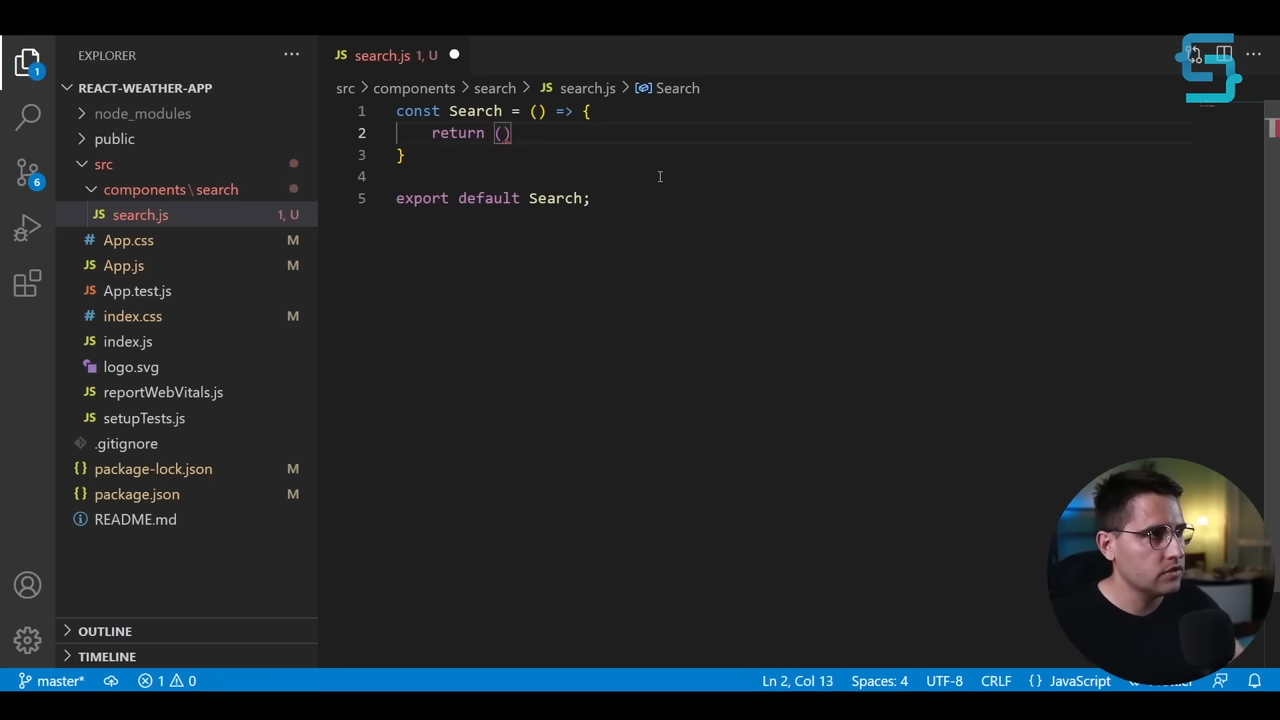 EXPLORER
REACT-WEATHER-APP
node_modules
public
src
components\search
JS search.js 1, U
# App.css M
JS App.js M
JS App.test.js
# index.css M
JS index.js
logo.svg
JS reportWebVitals.js
JS setupTests.js
.gitignore
{} package-lock.json M
{} package.json M
README.md
OUTLINE
TIMELINE
1
6
JS search.js 1, U
src > components > search > JS search.js > Search
1 const Search = () => {
2 return ()
3 }
4
5 export default Search;
master* 1 0 Ln 2, Col 13 Spaces: 4 UTF-8 CRLF {} JavaScript